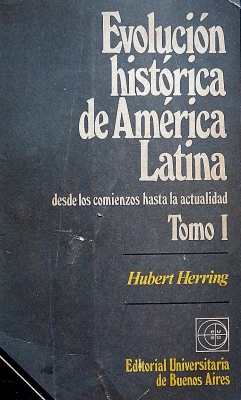 Evolución
histórica
de América
Latina
desde los comienzos hasta la actualidad
Tomo I
Hubert Herring
Editorial Universitaria
de Buenos Aires